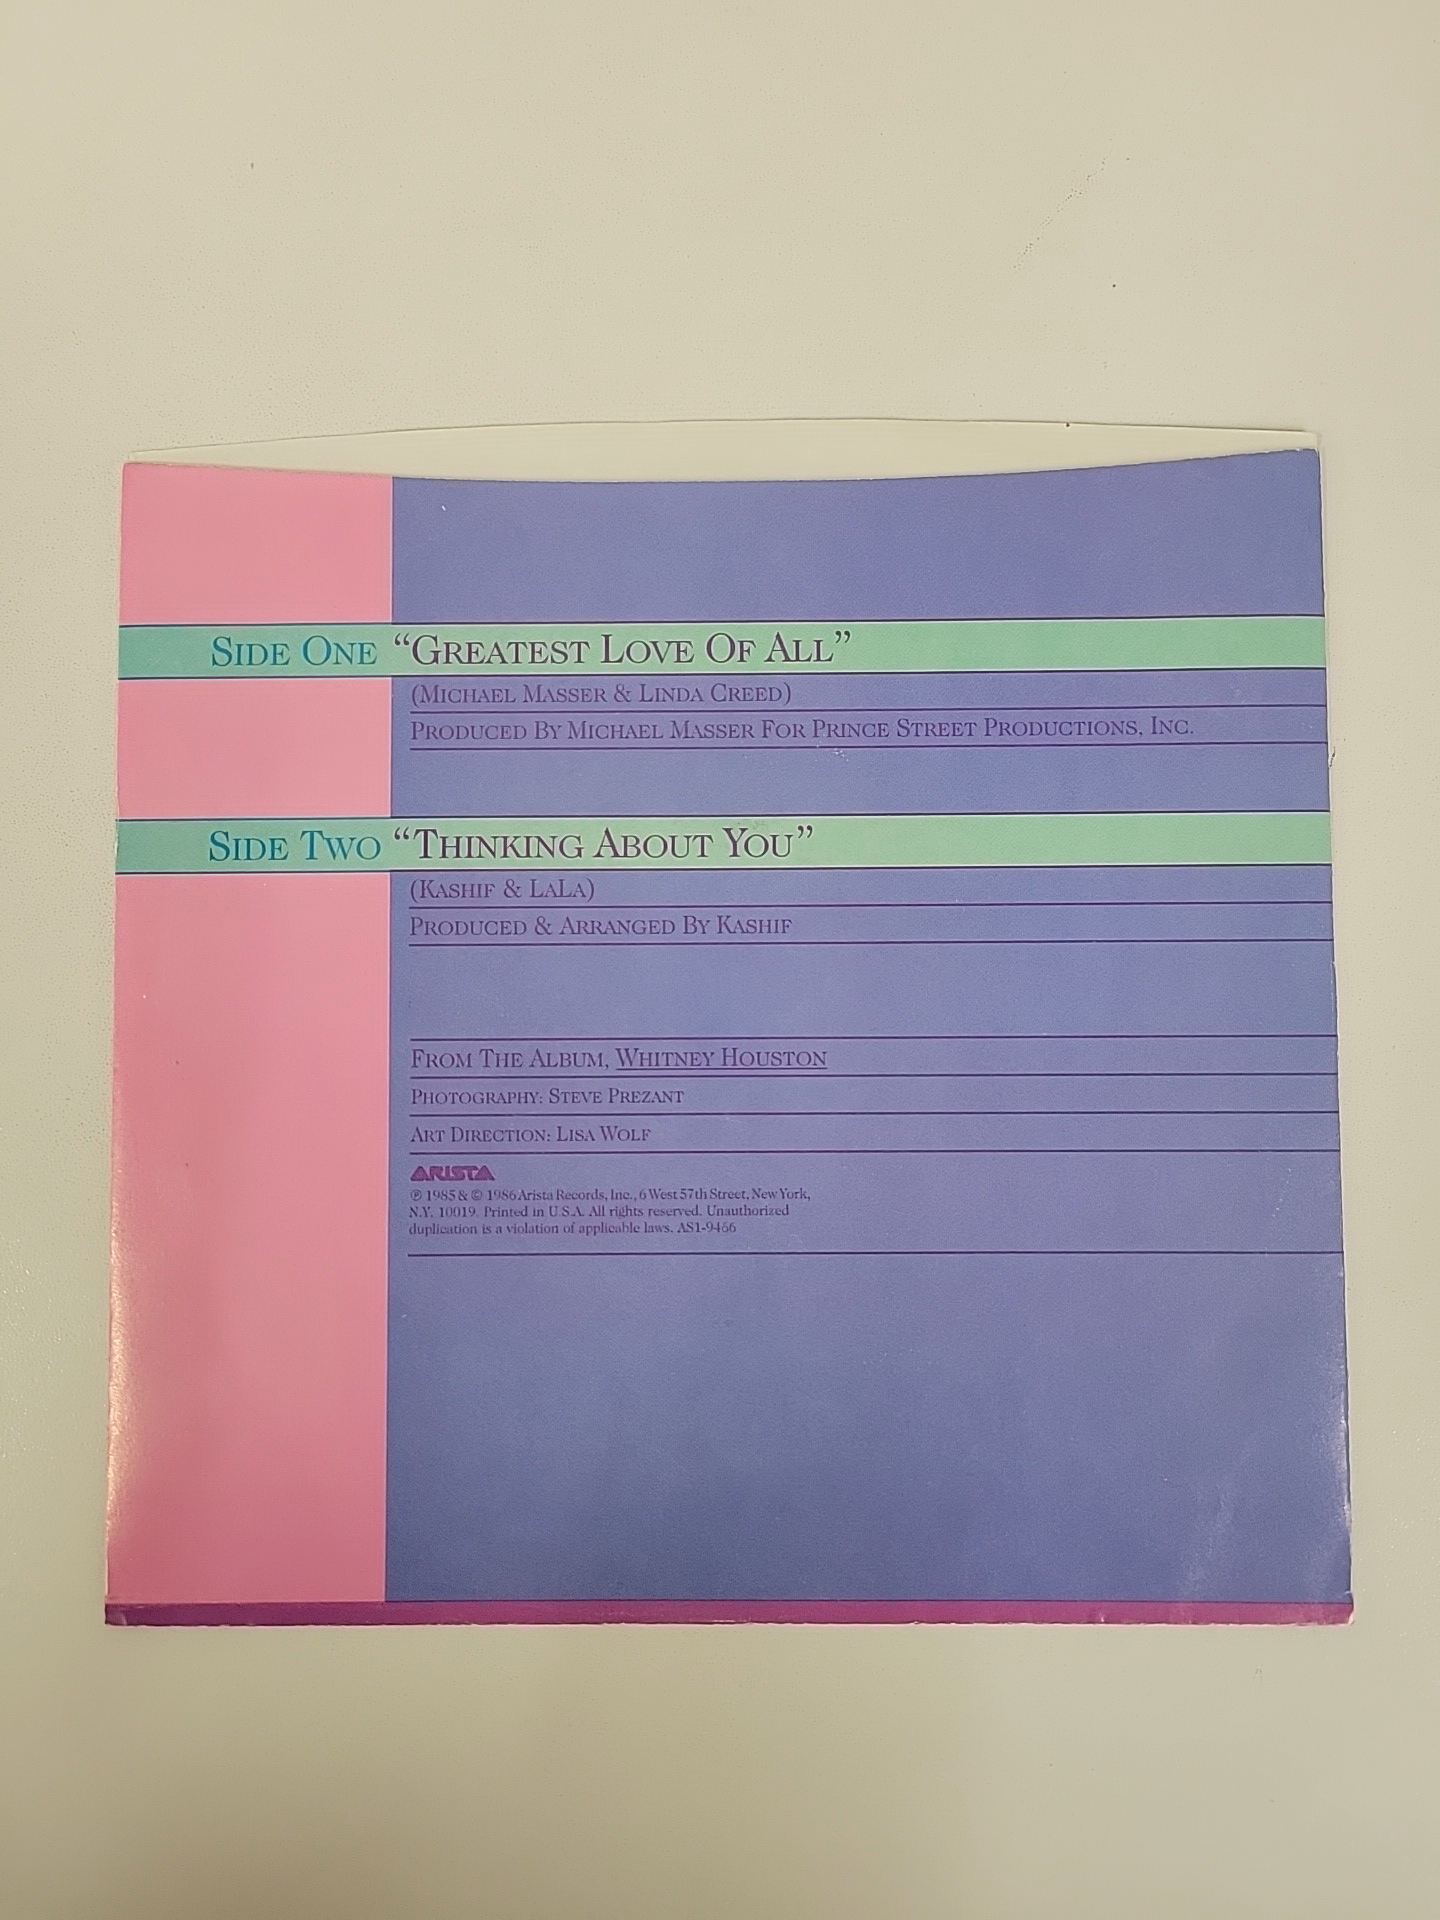 SIDE ONE “GREATEST LOVE OF ALL”
(MICHAEL MASSER & LINDA CREED)
PRODUCED BY MICHAEL MASSER FOR PRINCE STREET PRODUCTIONS, INC.
SIDE TWO “THINKING ABOUT YOU”
(KASHIF & LALA)
PRODUCED & ARRANGED BY KASHIF
FROM THE ALBUM, WHITNEY HOUSTON
PHOTOGRAPHY: STEVE PREZANT
ART DIRECTION: LISA WOLF
ARISTA
℗ 1985 & © 1986 Arista Records, Inc., 6 West 57th Street, New York,
N.Y. 10019. Printed in U.S.A. All rights reserved. Unauthorized
duplication is a violation of applicable laws. AS1-9466